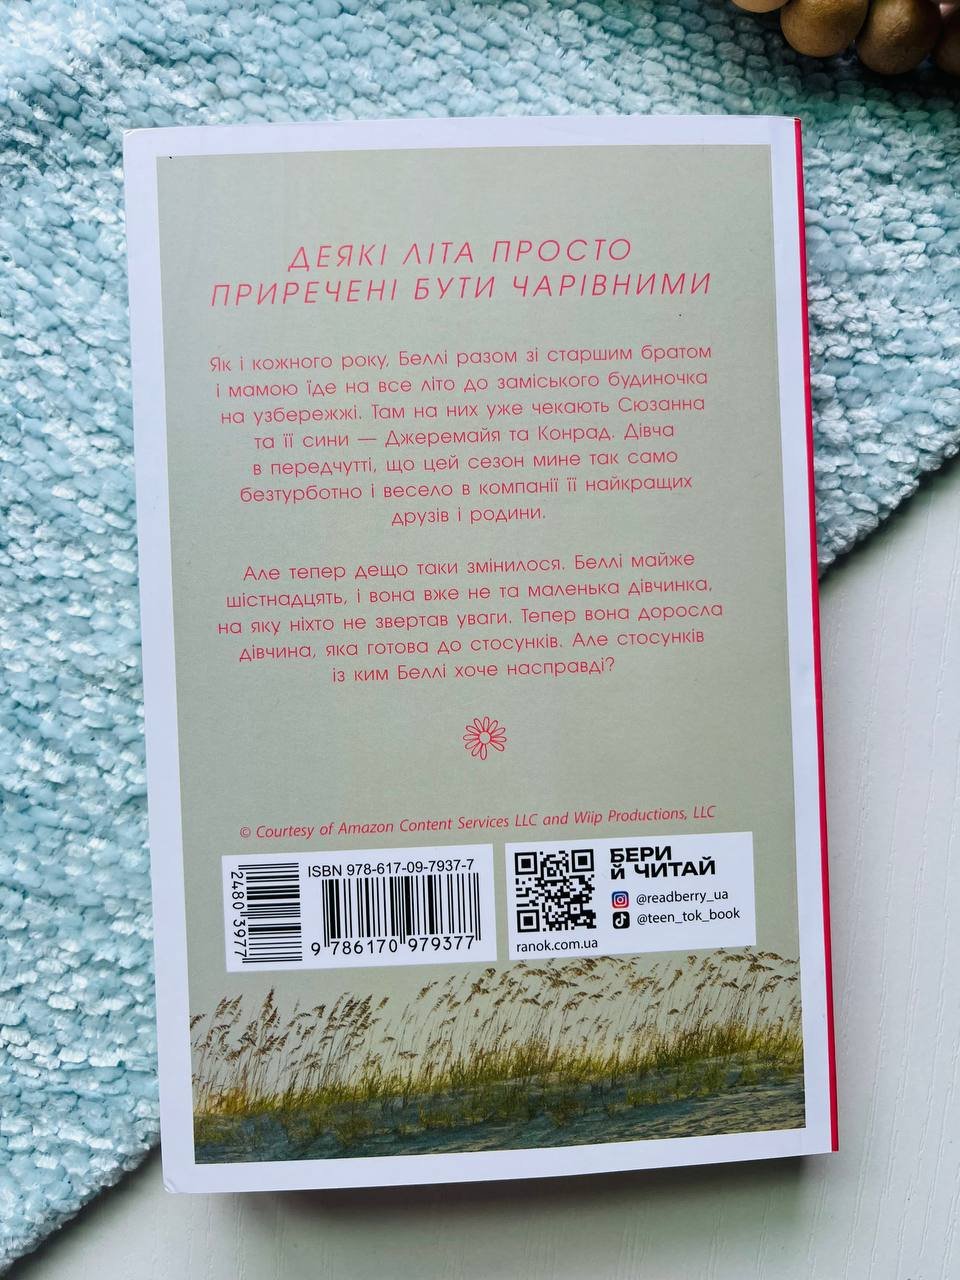 ДЕЯКІ ЛІТА ПРОСТО
ПРИРЕЧЕНІ БУТИ ЧАРІВНИМИ
Як і кожного року, Беллі разом зі старшим братом
і мамою їде на все літо до заміського будиночка
на узбережжі. Там на них уже чекають Сюзанна
та її сини — Джеремайя та Конрад. Дівча
в передчутті, що цей сезон мине так само
безтурботно і весело в компанії її найкращих
друзів і родини.
Але тепер дещо таки змінилося. Беллі майже
шістнадцять, і вона вже не та маленька дівчинка,
на яку ніхто не звертав уваги. Тепер вона доросла
дівчина, яка готова до стосунків. Але стосунків
із ким Беллі хоче насправді?
© Courtesy of Amazon Content Services LLC and Wiip Productions, LLC
2480 3977
ISBN 978-617-09-7937-7
9 786170 979377
БЕРИ
й ЧИТАЙ
@readberry_ua
@teen_tok_book
ranok.com.ua